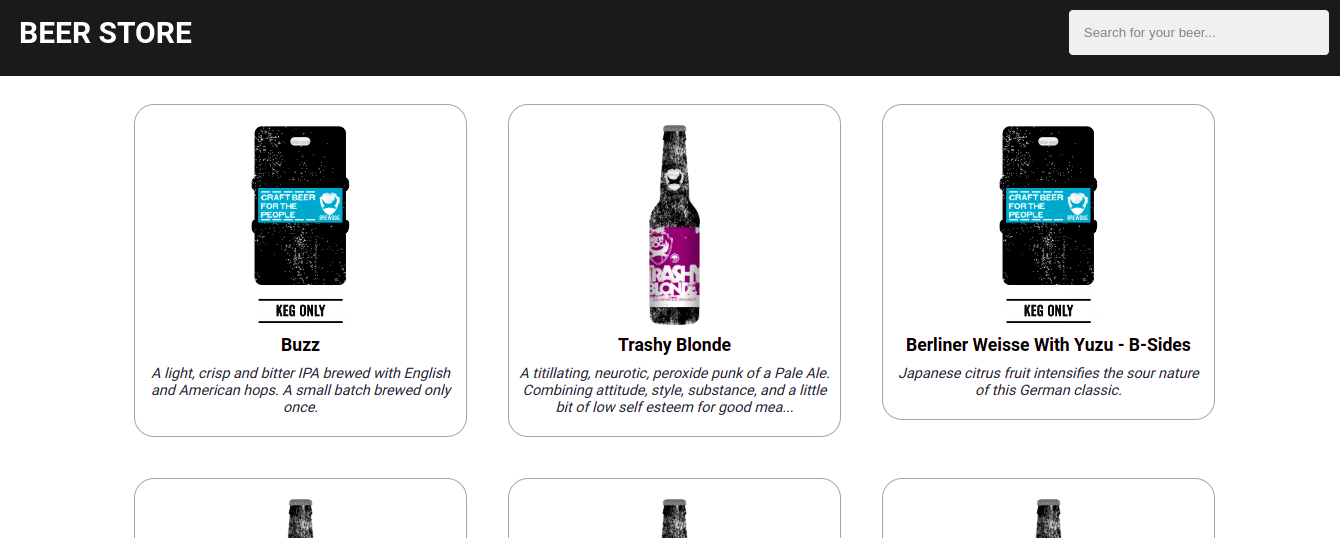 BEER STORE
Search for your beer...
CRAFT BEER
FOR THE
PEOPLE
BREWDOG
KEG ONLY
Buzz
A light, crisp and bitter IPA brewed with English
and American hops. A small batch brewed only
once.
TRASHY
BLONDE
Trashy Blonde
A titillating, neurotic, peroxide punk of a Pale Ale.
Combining attitude, style, substance, and a little
bit of low self esteem for good mea...
CRAFT BEER
FOR THE
PEOPLE
BREWDOG
KEG ONLY
Berliner Weisse With Yuzu - B-Sides
Japanese citrus fruit intensifies the sour nature
of this German classic.